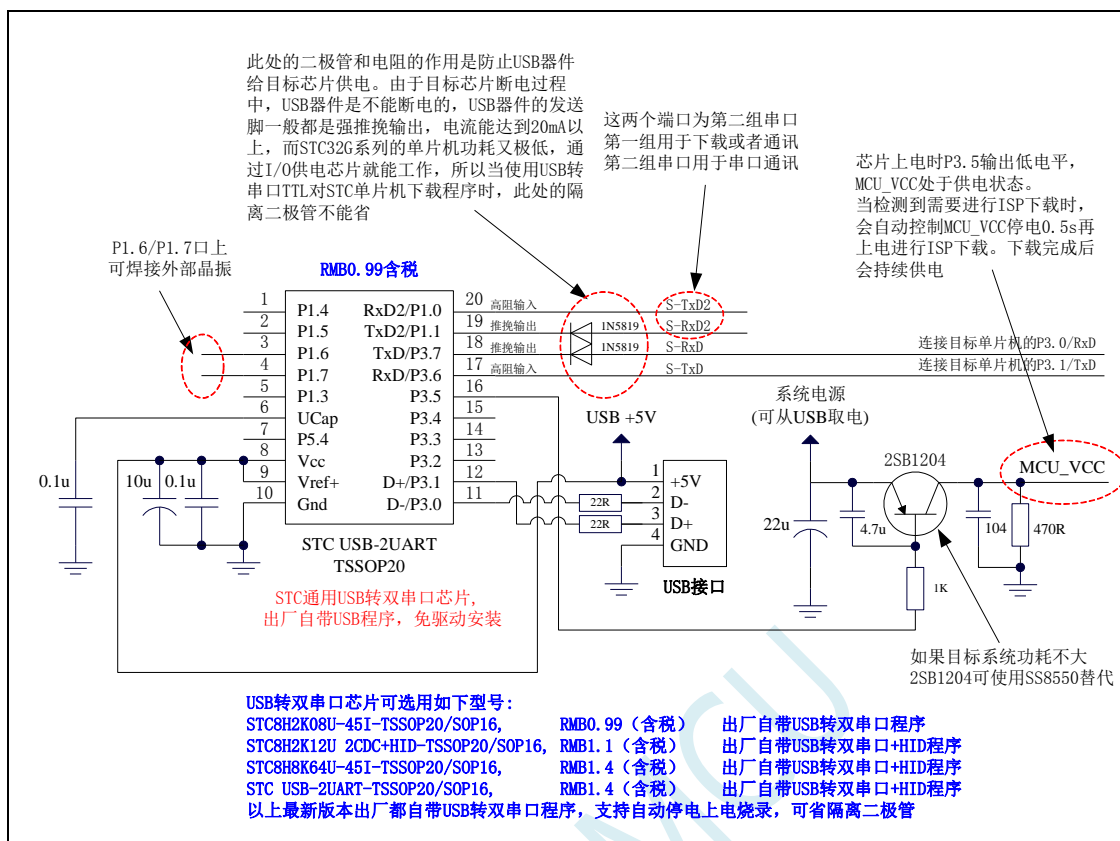 此处的二极管和电阻的作用是防止USB器件
给目标芯片供电。由于目标芯片断电过程
中，USB器件是不能断电的，USB器件的发送
脚一般都是强推挽输出，电流能达到20mA以
上，而STC32G系列的单片机功耗又极低，通
过I/O供电芯片就能工作，所以当使用USB转
串口TTL对STC单片机下载程序时，此处的隔
离二极管不能省
这两个端口为第二组串口
第一组用于下载或者通讯
第二组串口用于串口通讯
芯片上电时P3.5输出低电平，
MCU_VCC处于供电状态。
当检测到需要进行ISP下载时，
会自动控制MCU_VCC停电0.5s再
上电进行ISP下载。下载完成后
会持续供电
P1.6/P1.7口上
可焊接外部晶振
RMB0.99含税
1 P1.4 RxD2/P1.0 20 高阻输入 S-TxD2
2 P1.5 TxD2/P1.1 19 推挽输出 1N5819 S-RxD2
3 P1.6 TxD/P3.7 18 推挽输出 1N5819 S-RxD 连接目标单片机的P3.0/RxD
4 P1.7 RxD/P3.6 17 高阻输入 S-TxD 连接目标单片机的P3.1/TxD
5 P1.3 P3.5 16
6 UCap P3.4 15
7 P5.4 P3.3 14
8 Vcc P3.2 13
9 Vref+ D+/P3.1 12
10 Gnd D-/P3.0 11
STC USB-2UART
TSSOP20
STC通用USB转双串口芯片，
出厂自带USB程序，免驱动安装
0.1u
10u
0.1u
USB +5V
22R
22R
1 +5V
2 D-
3 D+
4 GND
USB接口
系统电源
(可从USB取电)
22u
4.7u
2SB1204
1K
104
470R
MCU_VCC
如果目标系统功耗不大
2SB1204可使用SS8550替代
USB转双串口芯片可选用如下型号：
STC8H2K08U-45I-TSSOP20/SOP16, RMB0.99（含税） 出厂自带USB转双串口程序
STC8H2K12U 2CDC+HID-TSSOP20/SOP16, RMB1.1（含税） 出厂自带USB转双串口+HID程序
STC8H8K64U-45I-TSSOP20/SOP16, RMB1.4（含税） 出厂自带USB转双串口+HID程序
STC USB-2UART-TSSOP20/SOP16, RMB1.4（含税） 出厂自带USB转双串口+HID程序
以上最新版本出厂都自带USB转双串口程序，支持自动停电上电烧录，可省隔离二极管
MCU